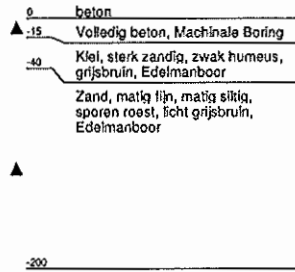 0 beton
-15 Volledig beton, Machinale Boring
-40 Klei, sterk zandig, zwak humeus,
grijsbruin, Edelmanboor
Zand, matig fijn, matig siltig,
sporen roest, licht grijsbruin,
Edelmanboor
-200